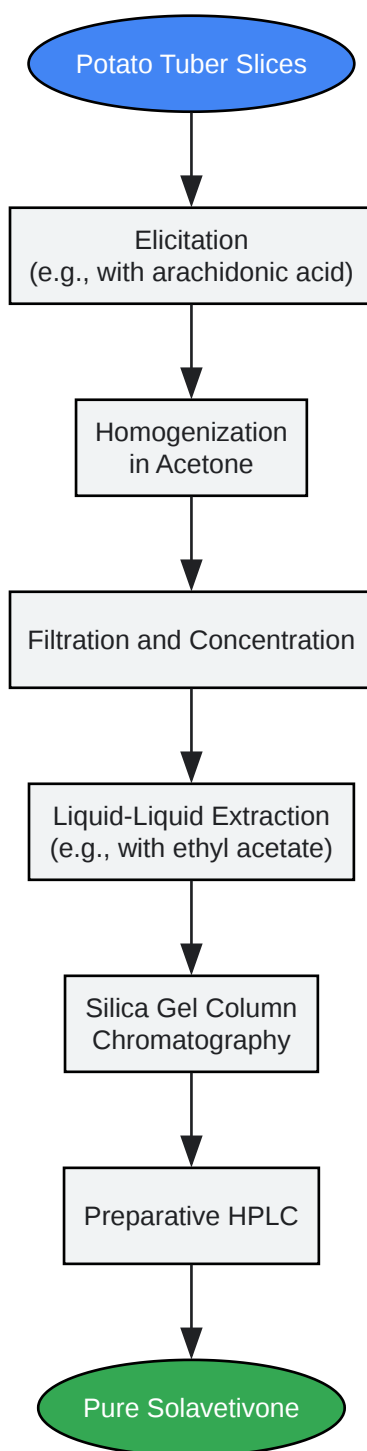 Potato Tuber Slices
Elicitation
(e.g., with arachidonic acid)
Homogenization
in Acetone
Filtration and Concentration
Liquid-Liquid Extraction
(e.g., with ethyl acetate)
Silica Gel Column
Chromatography
Preparative HPLC
Pure Solavetivone